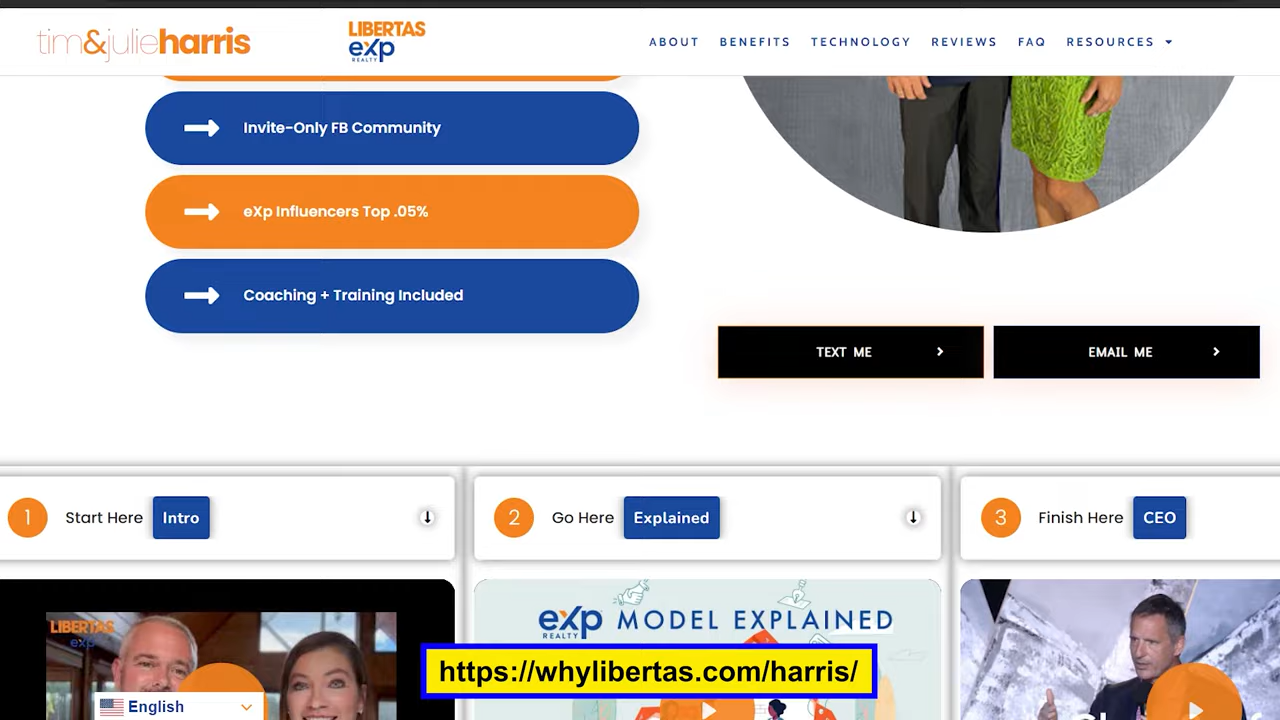 tim&julieharris
LIBERTAS
eXp
REALTY
ABOUT BENEFITS TECHNOLOGY REVIEWS FAQ RESOURCES
Invite-Only FB Community
eXp Influencers Top .05%
Coaching + Training Included
TEXT ME
EMAIL ME
1 Start Here Intro
2 Go Here Explained
3 Finish Here CEO
LIBERTAS
exp
eXp MODEL EXPLAINED
REALTY
https://whylibertas.com/harris/
English